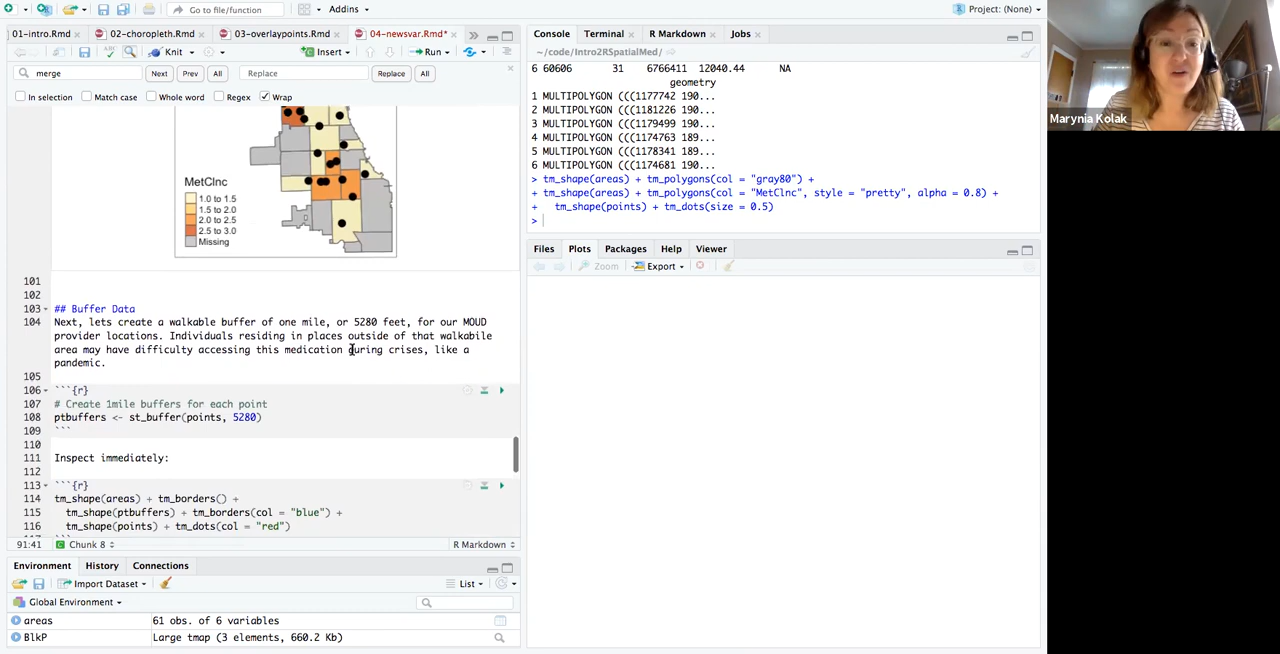 Go to file/function
Addins
Project: (None)
01-intro.Rmd
02-choropleth.Rmd
03-overlaypoints.Rmd
04-newsvar.Rmd*
ABC
Knit
Insert
Run
merge
Next
Prev
All
Replace
Replace
All
In selection
Match case
Whole word
Regex
Wrap
MetClnc
1.0 to 1.5
1.5 to 2.0
2.0 to 2.5
2.5 to 3.0
Missing
101
102
103 ## Buffer Data
104 Next, lets create a walkable buffer of one mile, or 5280 feet, for our MOUD
provider locations. Individuals residing in places outside of that walkabile
area may have difficulty accessing this medication during crises, like a
pandemic.
105
106 ```{r}
107 # Create 1mile buffers for each point
108 ptbuffers <- st_buffer(points, 5280)
109 ```
110
111 Inspect immediately:
112
113 ```{r}
114 tm_shape(areas) + tm_borders() +
115 tm_shape(ptbuffers) + tm_borders(col = "blue") +
116 tm_shape(points) + tm_dots(col = "red")
91:41
Chunk 8
R Markdown
Environment
History
Connections
Import Dataset
List
Global Environment
areas 61 obs. of 6 variables
BlkP Large tmap (3 elements, 660.2 Kb)
Console
Terminal
R Markdown
Jobs
~/code/Intro2RSpatialMed/
6 60606 31 6766411 12040.44 NA
geometry
1 MULTIPOLYGON (((1177742 190...
2 MULTIPOLYGON (((1181226 190...
3 MULTIPOLYGON (((1179499 190...
4 MULTIPOLYGON (((1174763 189...
5 MULTIPOLYGON (((1178341 189...
6 MULTIPOLYGON (((1174681 190...
> tm_shape(areas) + tm_polygons(col = "gray80") +
+ tm_shape(areas) + tm_polygons(col = "MetClnc", style = "pretty", alpha = 0.8) +
+ tm_shape(points) + tm_dots(size = 0.5)
>
Files
Plots
Packages
Help
Viewer
Zoom
Export
Marynia Kolak